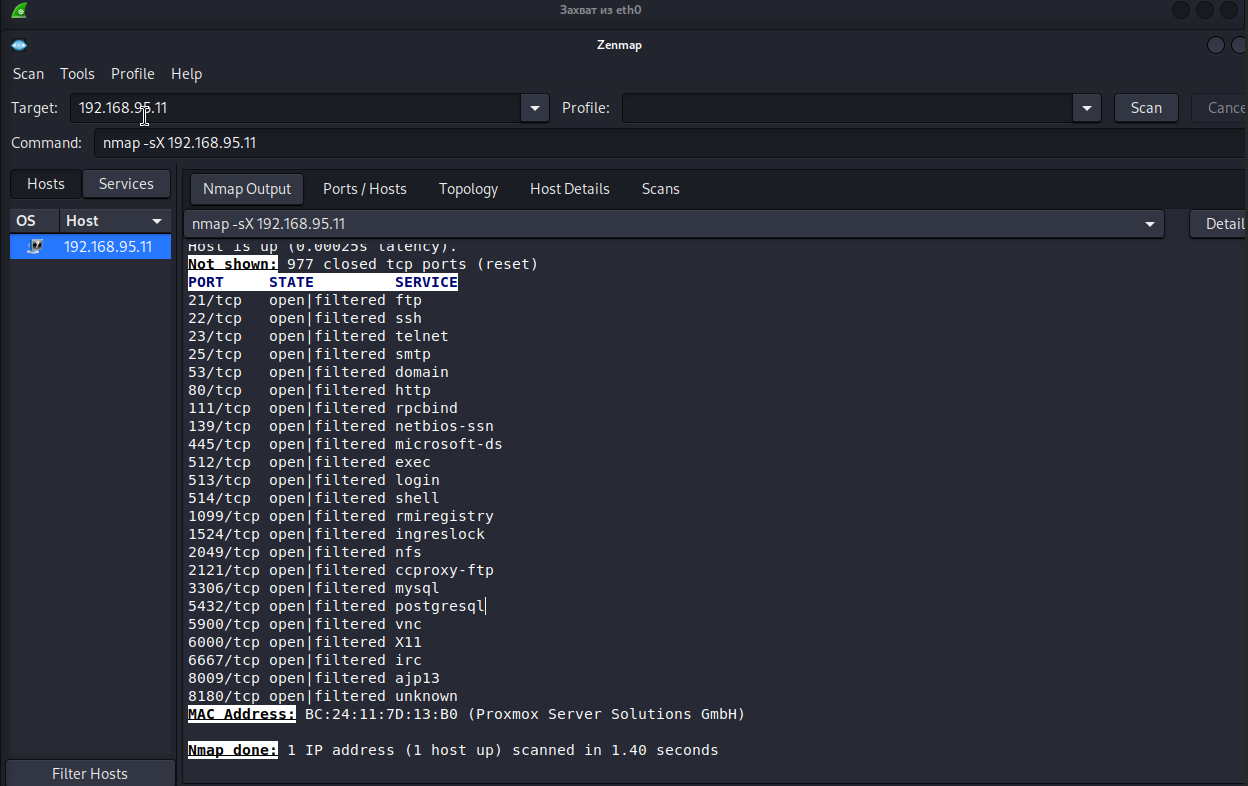 Захват из eth0
Zenmap
Scan Tools Profile Help
Target: 192.168.95.11 Profile: Scan Cance
Command: nmap -sX 192.168.95.11
Hosts Services Nmap Output Ports / Hosts Topology Host Details Scans
OS Host nmap -sX 192.168.95.11 Detail
192.168.95.11
Host is up (0.00025s latency).
Not shown: 977 closed tcp ports (reset)
PORT STATE SERVICE
21/tcp open|filtered ftp
22/tcp open|filtered ssh
23/tcp open|filtered telnet
25/tcp open|filtered smtp
53/tcp open|filtered domain
80/tcp open|filtered http
111/tcp open|filtered rpcbind
139/tcp open|filtered netbios-ssn
445/tcp open|filtered microsoft-ds
512/tcp open|filtered exec
513/tcp open|filtered login
514/tcp open|filtered shell
1099/tcp open|filtered rmiregistry
1524/tcp open|filtered ingreslock
2049/tcp open|filtered nfs
2121/tcp open|filtered ccproxy-ftp
3306/tcp open|filtered mysql
5432/tcp open|filtered postgresql
5900/tcp open|filtered vnc
6000/tcp open|filtered X11
6667/tcp open|filtered irc
8009/tcp open|filtered ajp13
8180/tcp open|filtered unknown
MAC Address: BC:24:11:7D:13:B0 (Proxmox Server Solutions GmbH)
Nmap done: 1 IP address (1 host up) scanned in 1.40 seconds
Filter Hosts